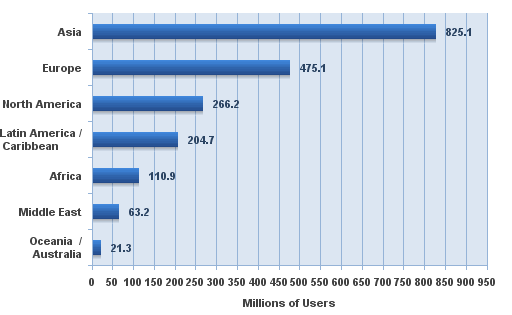 Asia
825.1
Europe
475.1
North America
266.2
Latin America /
Caribbean
204.7
Africa
110.9
Middle East
63.2
Oceania /
Australia
21.3
0 50 100 150 200 250 300 350 400 450 500 550 600 650 700 750 800 850 900 950
Millions of Users